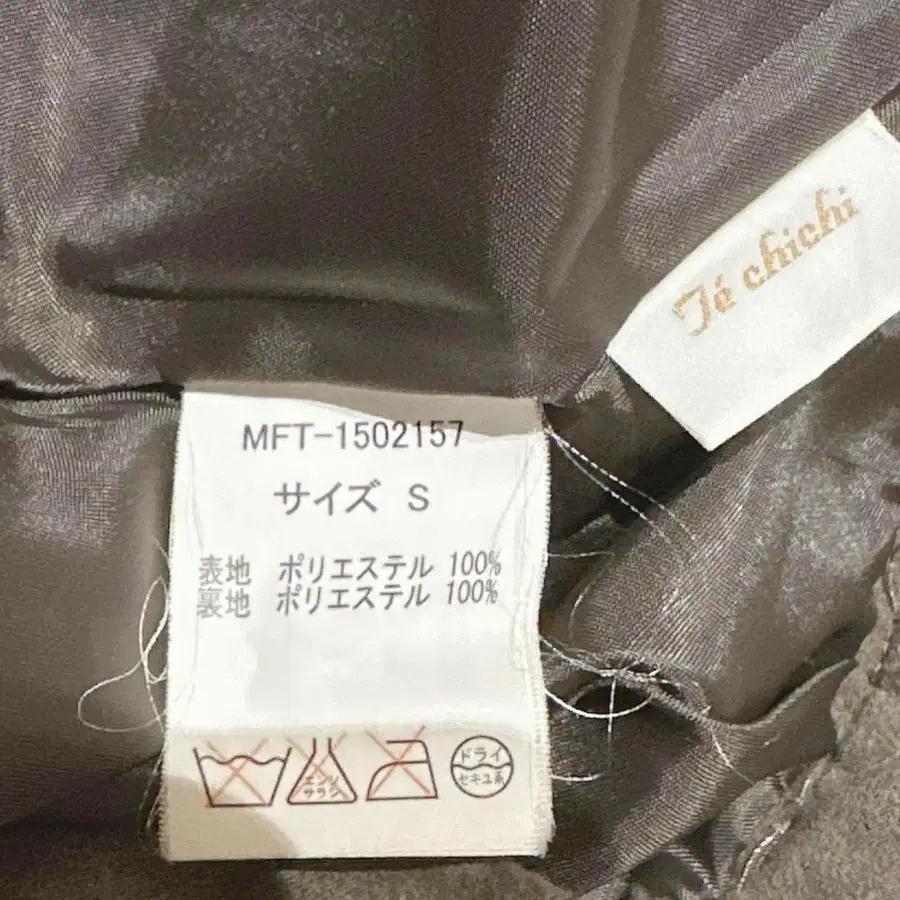 Té chichi
MFT-1502157
サイズ S
表地 ポリエステル 100%
裏地 ポリエステル 100%
エンソ
サラシ
ドライ
セキユ系